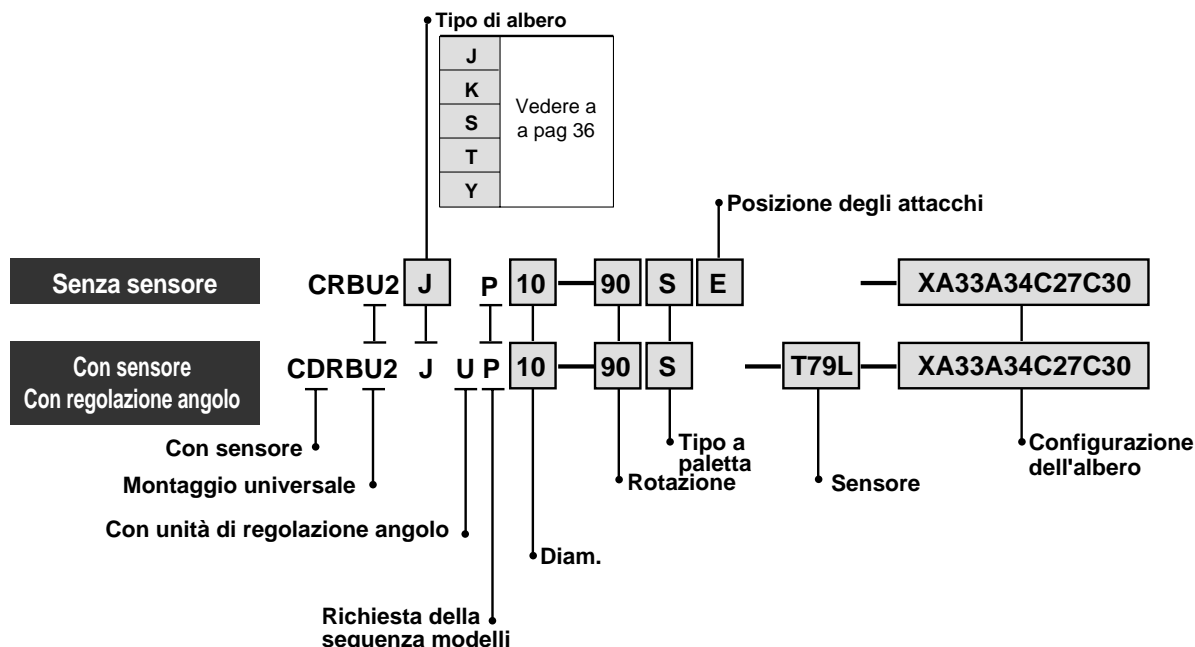 Tipo di albero
J
K
S
T
Y
Vedere a
a pag 36
Posizione degli attacchi
Senza sensore
CRBU2 J P 10 90 S E XA33A34C27C30
Con sensore
Con regolazione angolo
CDRBU2 J U P 10 90 S T79L XA33A34C27C30
Con sensore
Montaggio universale
Con unità di regolazione angolo
Richiesta della
sequenza modelli
Diam.
Rotazione
Tipo a
paletta
Sensore
Configurazione
dell'albero